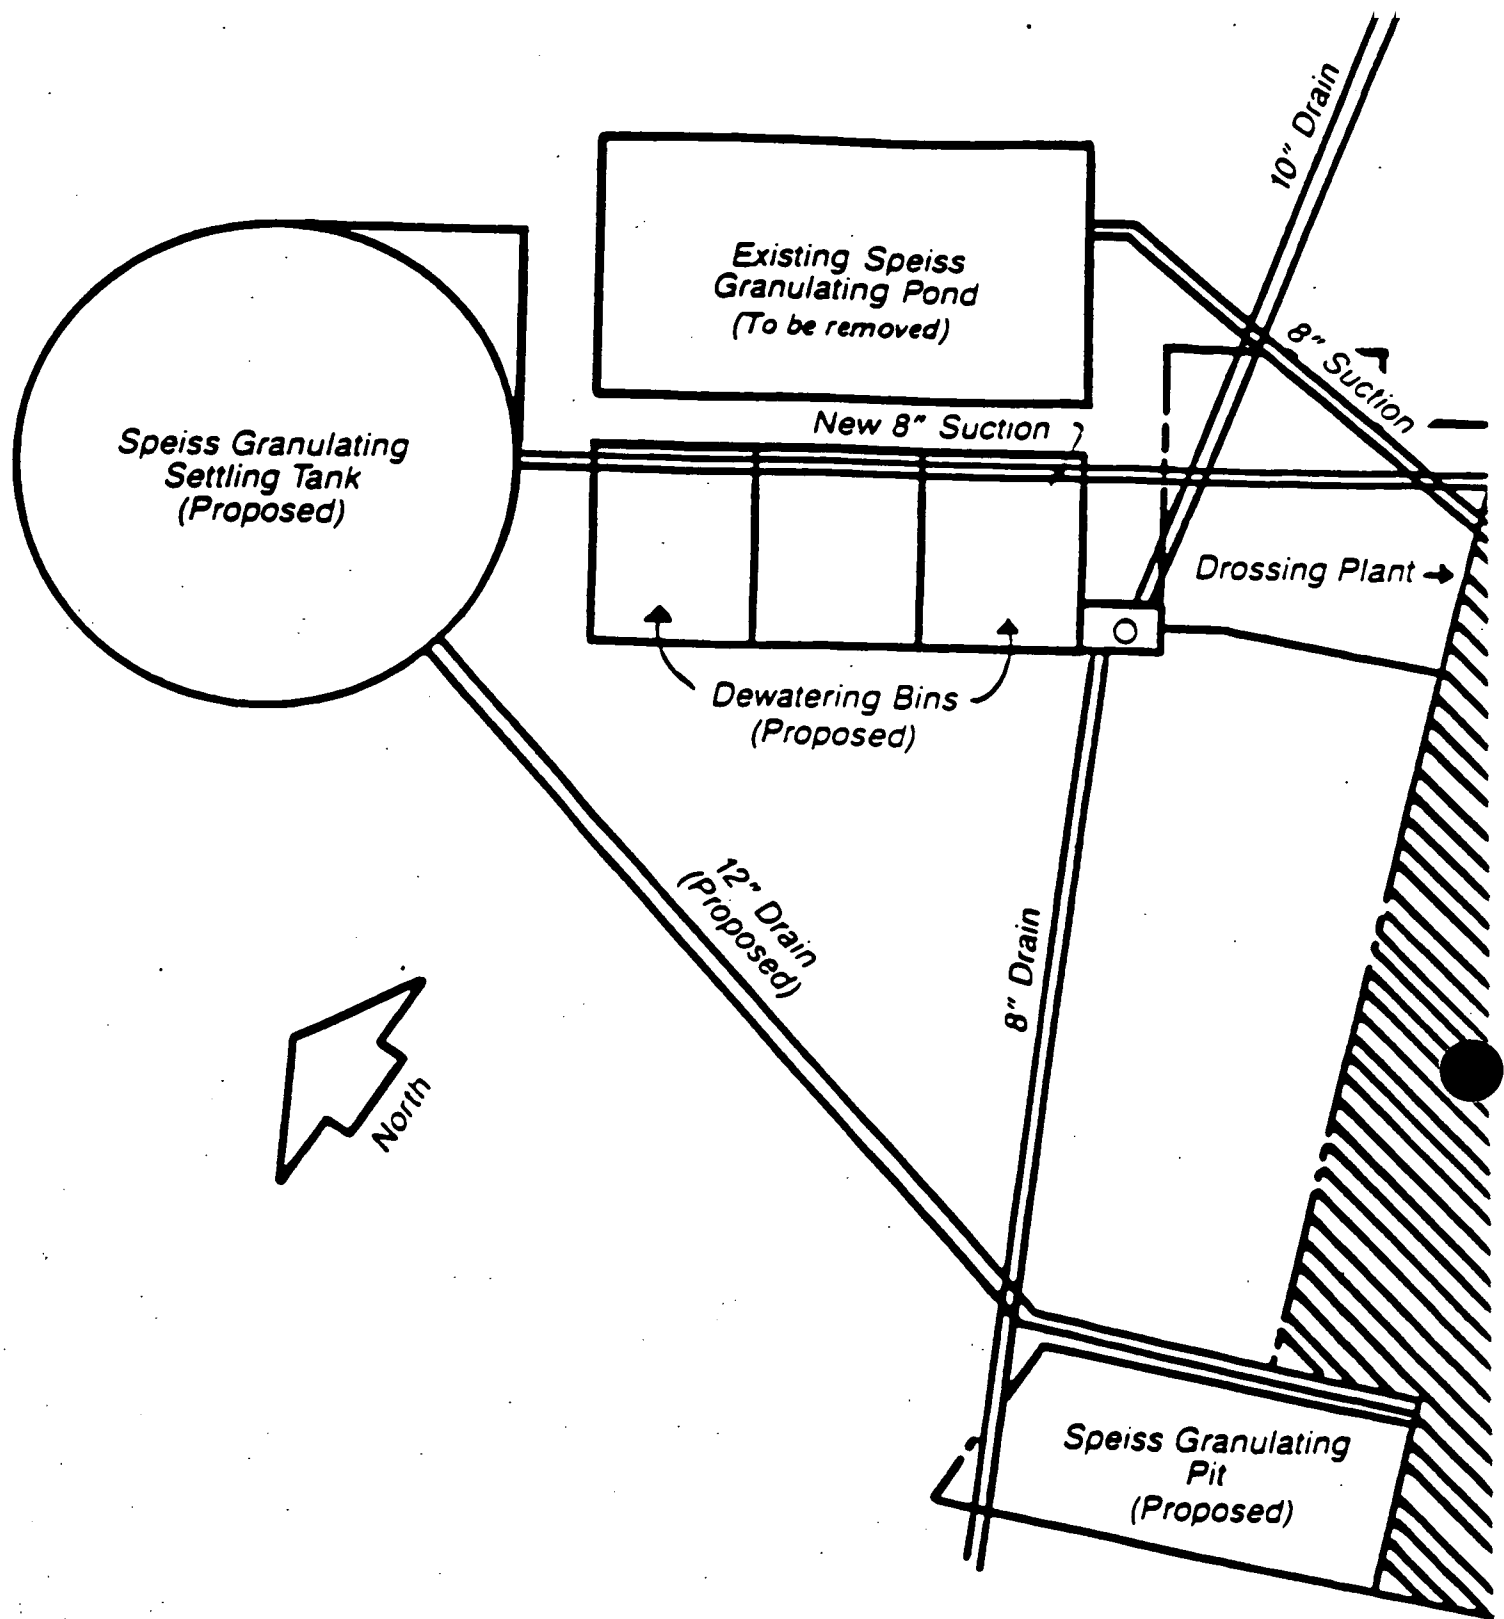 10" Drain
Existing Speiss
Granulating Pond
(To be removed)
8" Suction
New 8" Suction
Speiss Granulating
Settling Tank
(Proposed)
Drossing Plant
Dewatering Bins
(Proposed)
12" Drain
(Proposed)
8" Drain
North
Speiss Granulating
Pit
(Proposed)